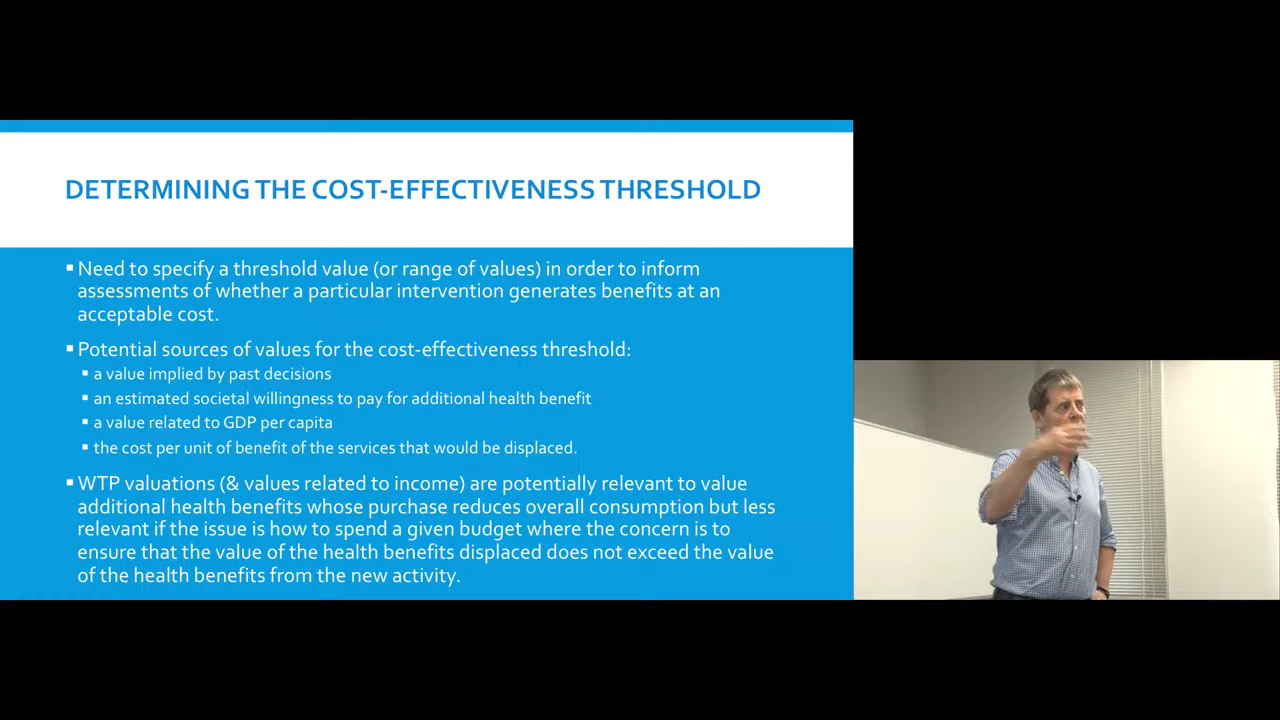 DETERMINING THE COST-EFFECTIVENESS THRESHOLD
▪ Need to specify a threshold value (or range of values) in order to inform
assessments of whether a particular intervention generates benefits at an
acceptable cost.
▪ Potential sources of values for the cost-effectiveness threshold:
▪ a value implied by past decisions
▪ an estimated societal willingness to pay for additional health benefit
▪ a value related to GDP per capita
▪ the cost per unit of benefit of the services that would be displaced.
▪ WTP valuations (& values related to income) are potentially relevant to value
additional health benefits whose purchase reduces overall consumption but less
relevant if the issue is how to spend a given budget where the concern is to
ensure that the value of the health benefits displaced does not exceed the value
of the health benefits from the new activity.